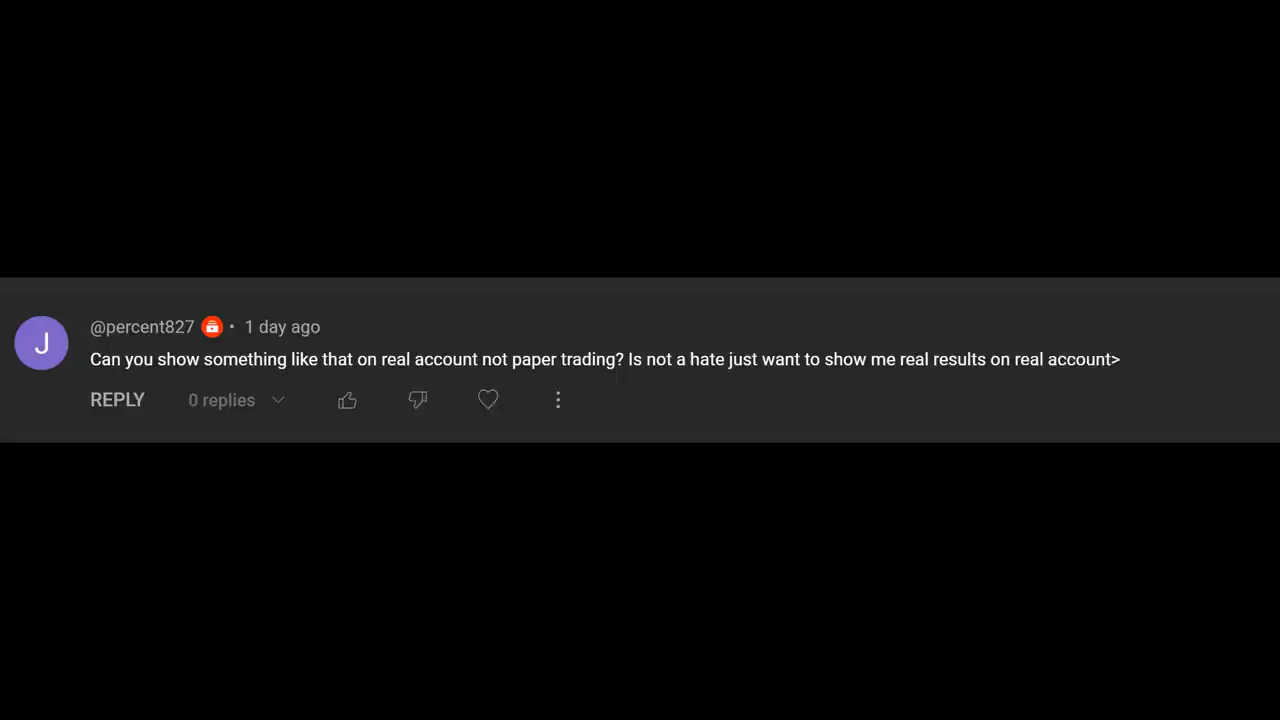 J
@percent827 • 1 day ago
Can you show something like that on real account not paper trading? Is not a hate just want to show me real results on real account>
REPLY 0 replies